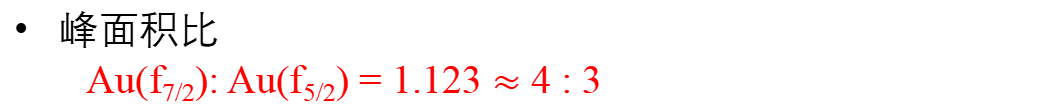 • 峰面积比
Au(f₇/₂): Au(f₅/₂) = 1.123 ≈ 4 : 3